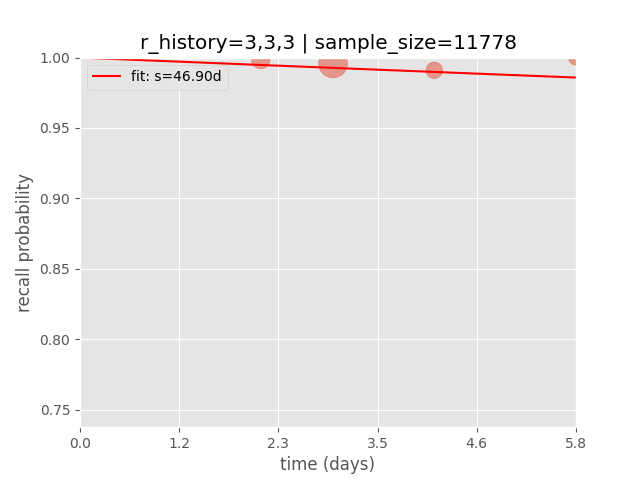 r_history=3,3,3 | sample_size=11778
fit: s=46.90d
1.00
0.95
0.90
0.85
0.80
0.75
recall probability
0.0 1.2 2.3 3.5 4.6 5.8
time (days)